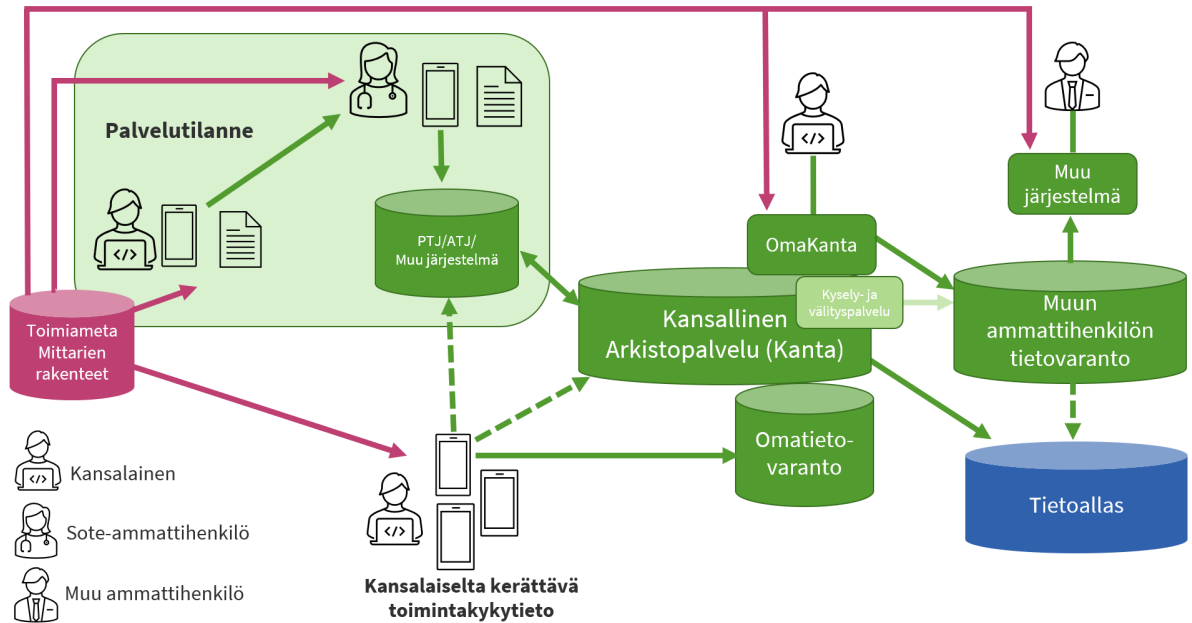 Palvelutilanne
PTJ/ATJ/
Muu järjestelmä
Toimiameta
Mittarien
rakenteet
OmaKanta
Kysely- ja
välityspalvelu
Kansallinen
Arkistopalvelu (Kanta)
Omatieto-
varanto
Muu
järjestelmä
Muun
ammattihenkilön
tietovaranto
Tietoallas
Kansalaiselta kerättävä
toimintakykytieto
Kansalainen
Sote-ammattihenkilö
Muu ammattihenkilö